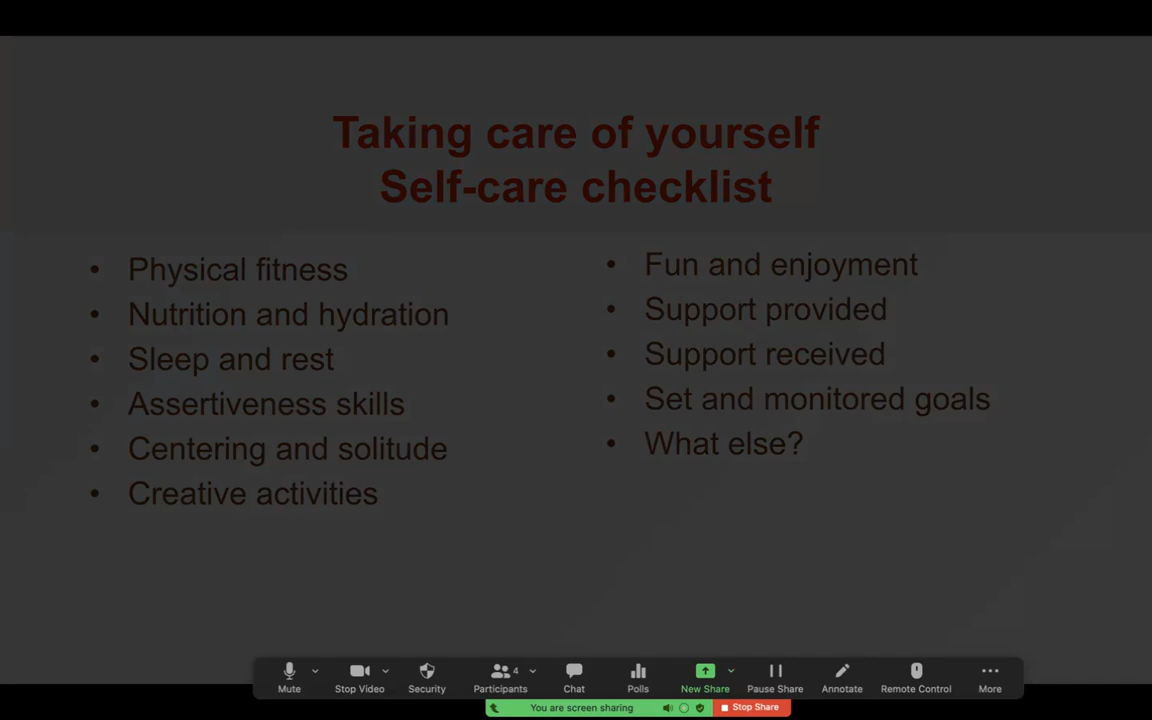 Taking care of yourself
Self-care checklist
• Physical fitness
• Nutrition and hydration
• Sleep and rest
• Assertiveness skills
• Centering and solitude
• Creative activities
• Fun and enjoyment
• Support provided
• Support received
• Set and monitored goals
• What else?
Mute
Stop Video
Security
Participants 4
Chat
Polls
New Share
Pause Share
Annotate
Remote Control
More
You are screen sharing
Stop Share